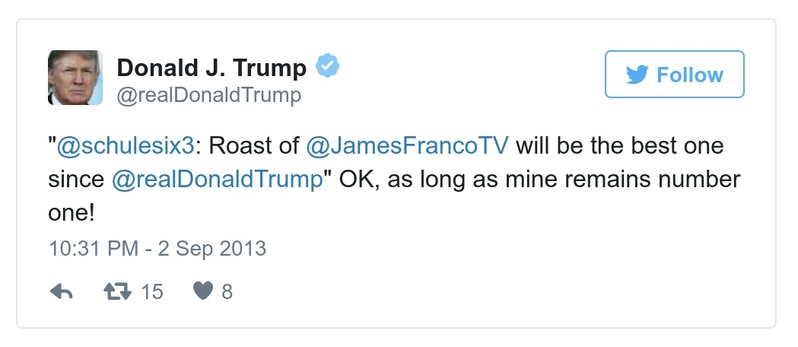 Donald J. Trump
@realDonaldTrump
Follow
"@schulesix3: Roast of @JamesFrancoTV will be the best one
since @realDonaldTrump" OK, as long as mine remains number
one!
10:31 PM - 2 Sep 2013
15 8